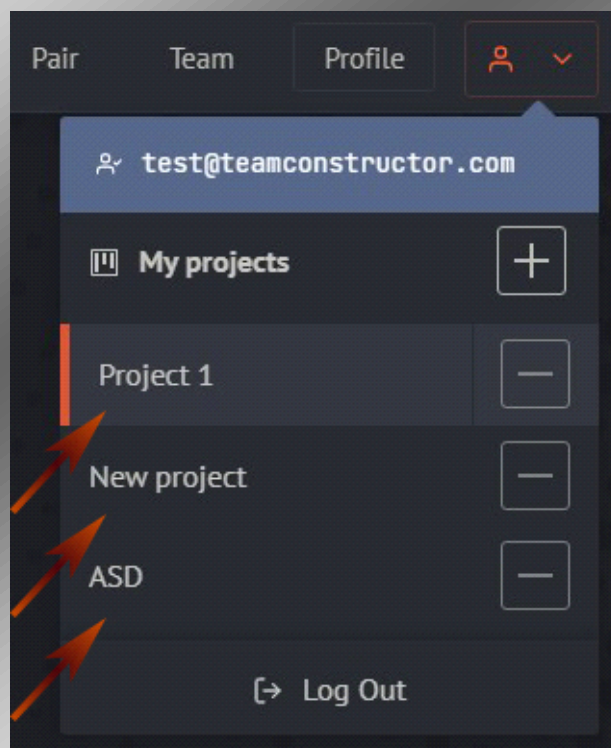 Pair Team Profile
test@teamconstructor.com
My projects
Project 1
New project
ASD
Log Out